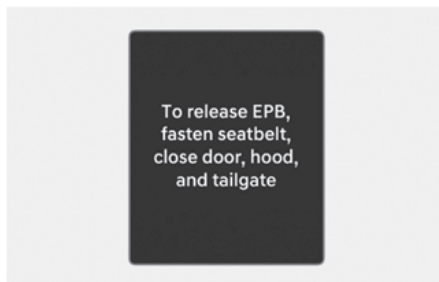 To release EPB,
fasten seatbelt,
close door, hood,
and tailgate